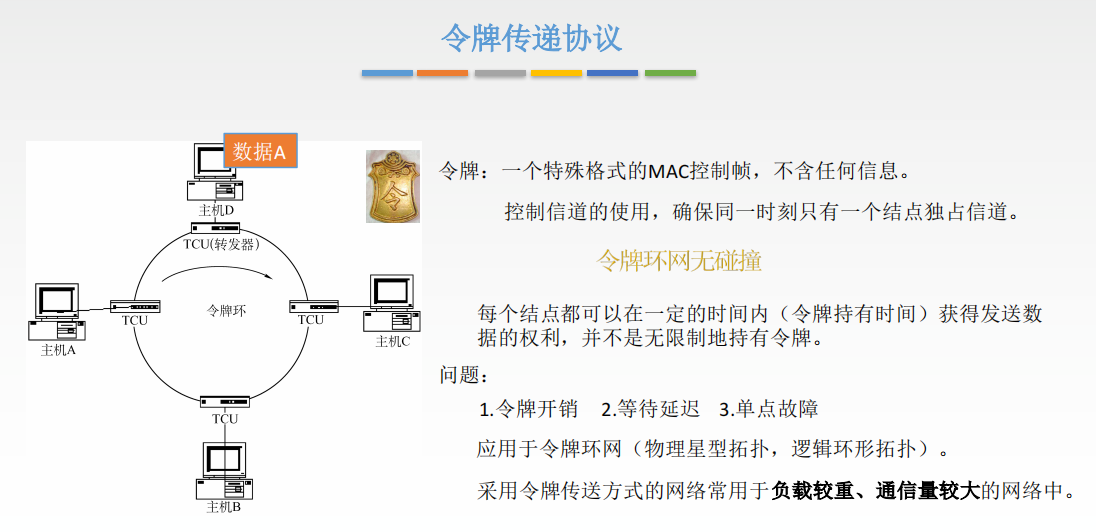 令牌传递协议
数据A
主机D
TCU(转发器)
令牌环
TCU
主机A
TCU
主机C
TCU
主机B
令
令牌：一个特殊格式的MAC控制帧，不含任何信息。
控制信道的使用，确保同一时刻只有一个结点独占信道。
令牌环网无碰撞
每个结点都可以在一定的时间内（令牌持有时间）获得发送数
据的权利，并不是无限制地持有令牌。
问题：
1.令牌开销 2.等待延迟 3.单点故障
应用于令牌环网（物理星型拓扑，逻辑环形拓扑）。
采用令牌传送方式的网络常用于负载较重、通信量较大的网络中。